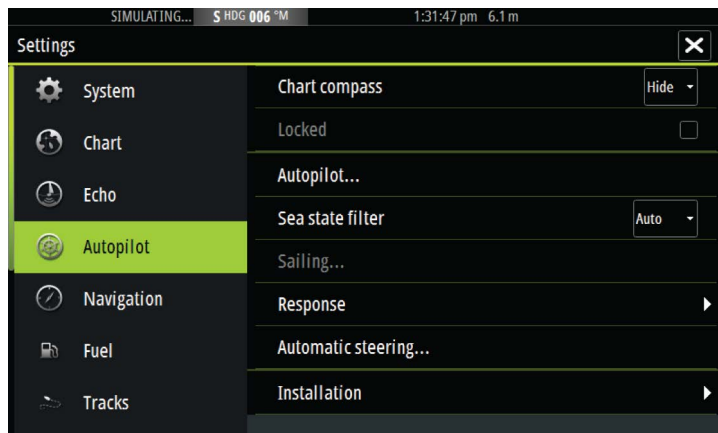 SIMULATING... S HDG 006 °M 1:31:47 pm 6.1 m
Settings
System
Chart
Echo
Autopilot
Navigation
Fuel
Tracks
Chart compass Hide
Locked
Autopilot...
Sea state filter Auto
Sailing...
Response
Automatic steering...
Installation